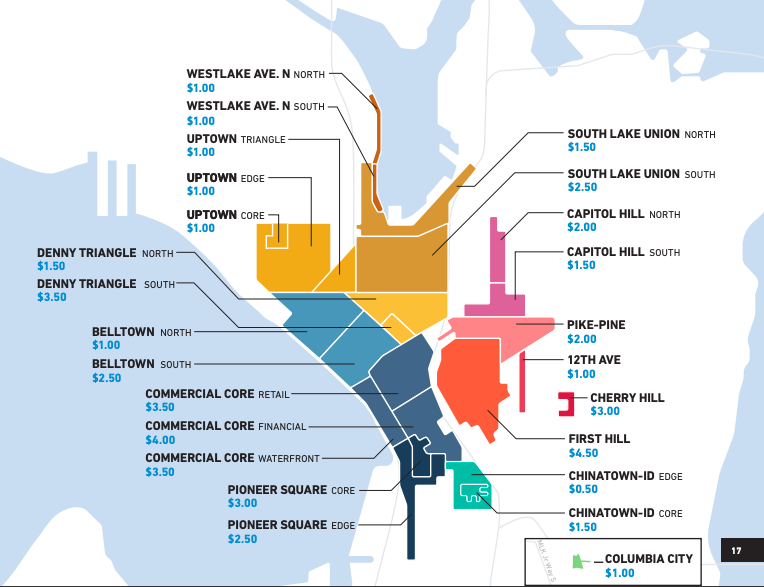 WESTLAKE AVE. N NORTH
$1.00
WESTLAKE AVE. N SOUTH
$1.00
UPTOWN TRIANGLE
$1.00
UPTOWN EDGE
$1.00
UPTOWN CORE
$1.00
DENNY TRIANGLE NORTH
$1.50
DENNY TRIANGLE SOUTH
$3.50
BELLTOWN NORTH
$1.00
BELLTOWN SOUTH
$2.50
COMMERCIAL CORE RETAIL
$3.50
COMMERCIAL CORE FINANCIAL
$4.00
COMMERCIAL CORE WATERFRONT
$3.50
PIONEER SQUARE CORE
$3.00
PIONEER SQUARE EDGE
$2.50
SOUTH LAKE UNION NORTH
$1.50
SOUTH LAKE UNION SOUTH
$2.50
CAPITOL HILL NORTH
$2.00
CAPITOL HILL SOUTH
$1.50
PIKE-PINE
$2.00
12TH AVE
$1.00
CHERRY HILL
$3.00
FIRST HILL
$4.50
CHINATOWN-ID EDGE
$0.50
CHINATOWN-ID CORE
$1.50
MLK Jr Way S
COLUMBIA CITY
$1.00
17